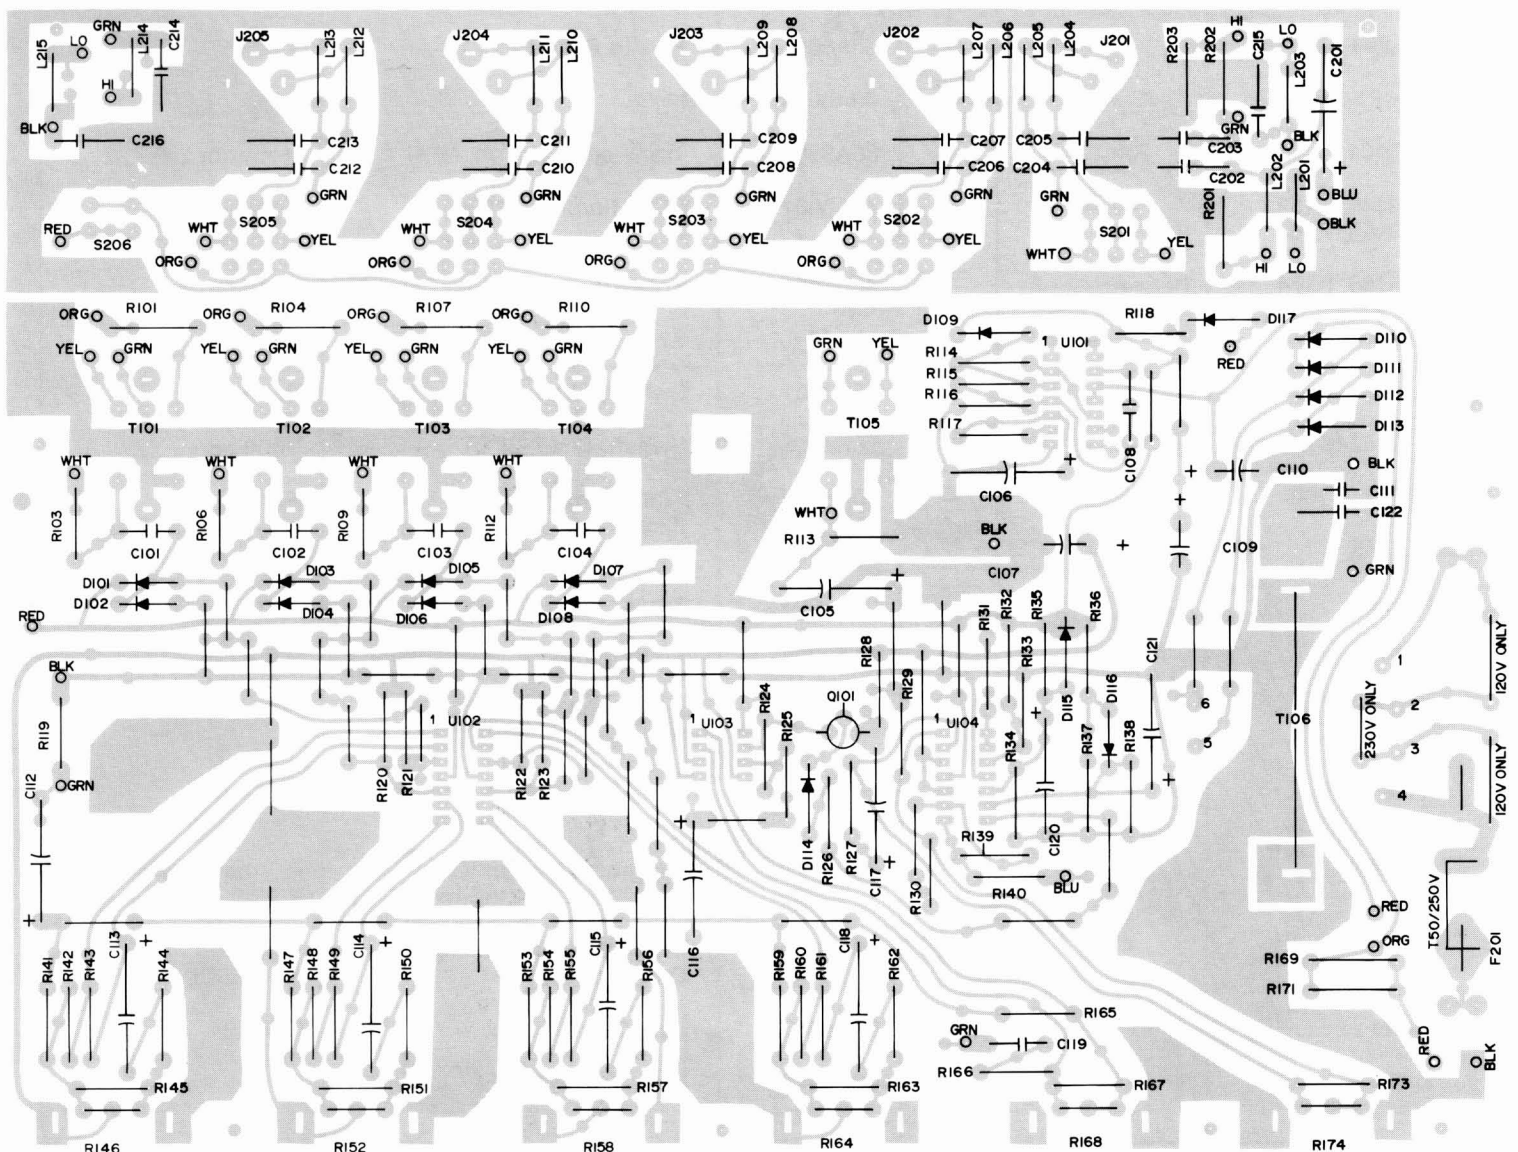 L215 LO GRN L214 C214 J205 L213 L212 J204 L211 L210 J203 L209 L208 J202 L207 L206 L205 L204 J201 R203 R202 HI C215 LO L203 C201
HI
BLK C216 C213 C211 C209 C207 C205 C203 GRN BLK
C212 C210 C208 C206 C204 C202 L202 L201 +
GRN GRN GRN GRN GRN R201 BLU
RED S206 WHT S205 YEL WHT S204 YEL WHT S203 YEL WHT S202 YEL WHT S201 YEL BLK
ORG ORG ORG ORG HI LO
ORG R101 ORG R104 ORG R107 ORG R110 D109 R118 D117
YEL GRN YEL GRN YEL GRN YEL GRN GRN YEL R114 1 U101 RED D110
R115 D111
R116 D112
T101 T102 T103 T104 T105 R117 D113
WHT WHT WHT WHT C106 + C108 + C110 BLK
C111
R103 C101 R106 C102 R109 C103 R112 C104 WHT R113 BLK + C122
C107 + C109
D101 D103 D105 D107 + GRN
D102 D104 D106 D108 C105
RED R128 R131 R132 R135 R136 C121
BLK R129 R133 1 120V ONLY
R119 1 U102 1 U103 R124 R125 Q101 1 U104 + D115 D116 6 T106 230V ONLY 2
R134 R137 R138 5 3
C112 GRN R120 R121 R122 R123 + 4 120V ONLY
+ D114 R126 R127 C117 + R139 C120
R130 R140 BLU T50/250V
+ RED
C113 + C114 + C115 + C116 C118 + ORG F201
R141 R142 R143 R144 R147 R148 R149 R150 R153 R154 R155 R156 R159 R160 R161 R162 R169
R171
R165
GRN C119 RED BLK
R145 R151 R157 R163 R166 R167 R173
R146 R152 R158 R164 R168 R174